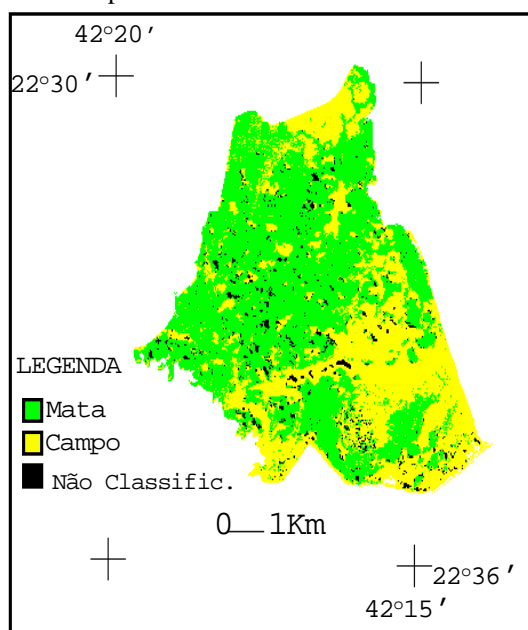 42°20′
22°30′
LEGENDA
Mata
Campo
Não Classific.
0 1Km
22°36′
42°15′